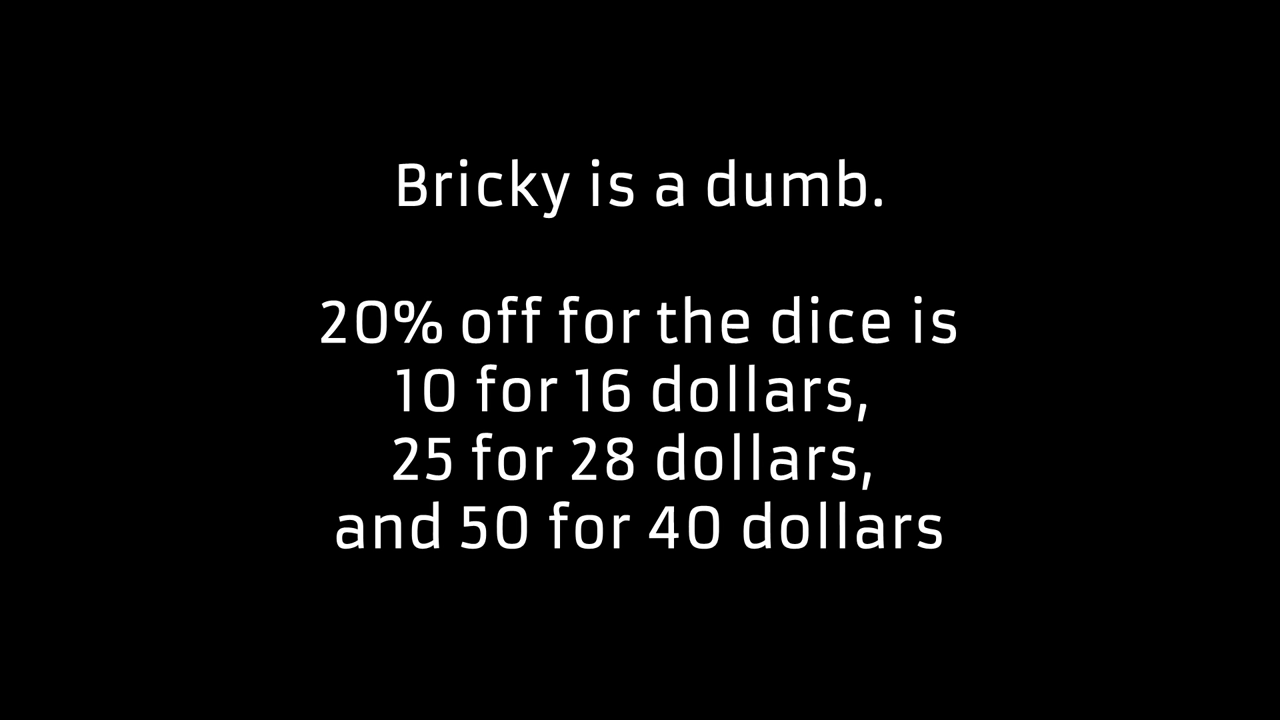 Bricky is a dumb.
20% off for the dice is
10 for 16 dollars,
25 for 28 dollars,
and 50 for 40 dollars